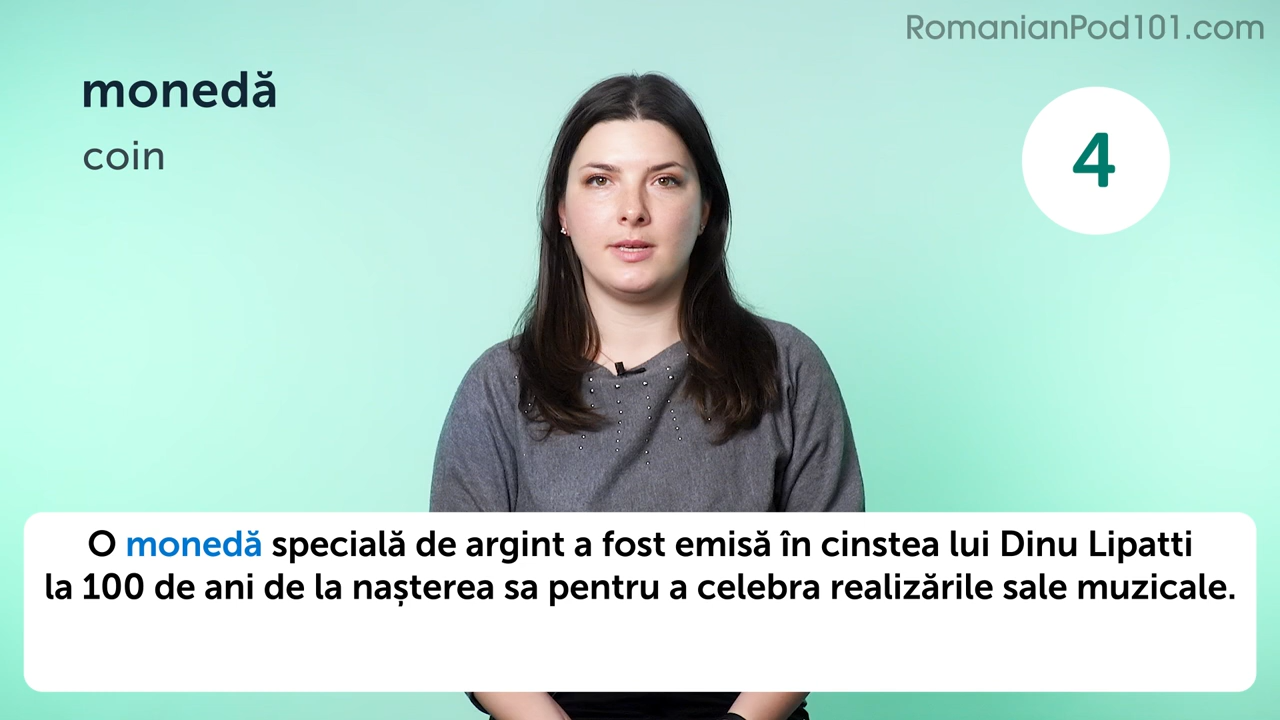 RomanianPod101.com
monedă
coin
4
O monedă specială de argint a fost emisă în cinstea lui Dinu Lipatti
la 100 de ani de la nașterea sa pentru a celebra realizările sale muzicale.